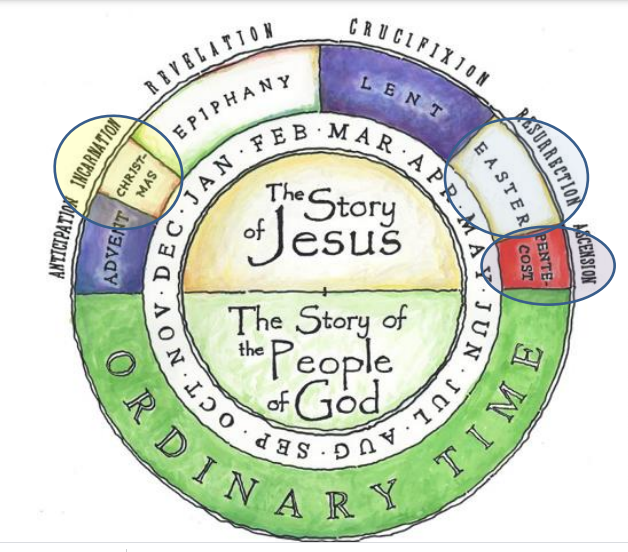 ANTICIPATION
INCARNATION
REVELATION
CRUCIFIXION
RESURRECTION
ASCENSION
ADVENT
CHRIST-
MAS
EPIPHANY
LENT
EASTER
PENTE-
COST
ORDINARY TIME
JAN · FEB · MAR · APR · MAY · JUN · JUL · AUG · SEP · OCT · NOV · DEC ·
The Story
of Jesus
The Story of
the People
of God